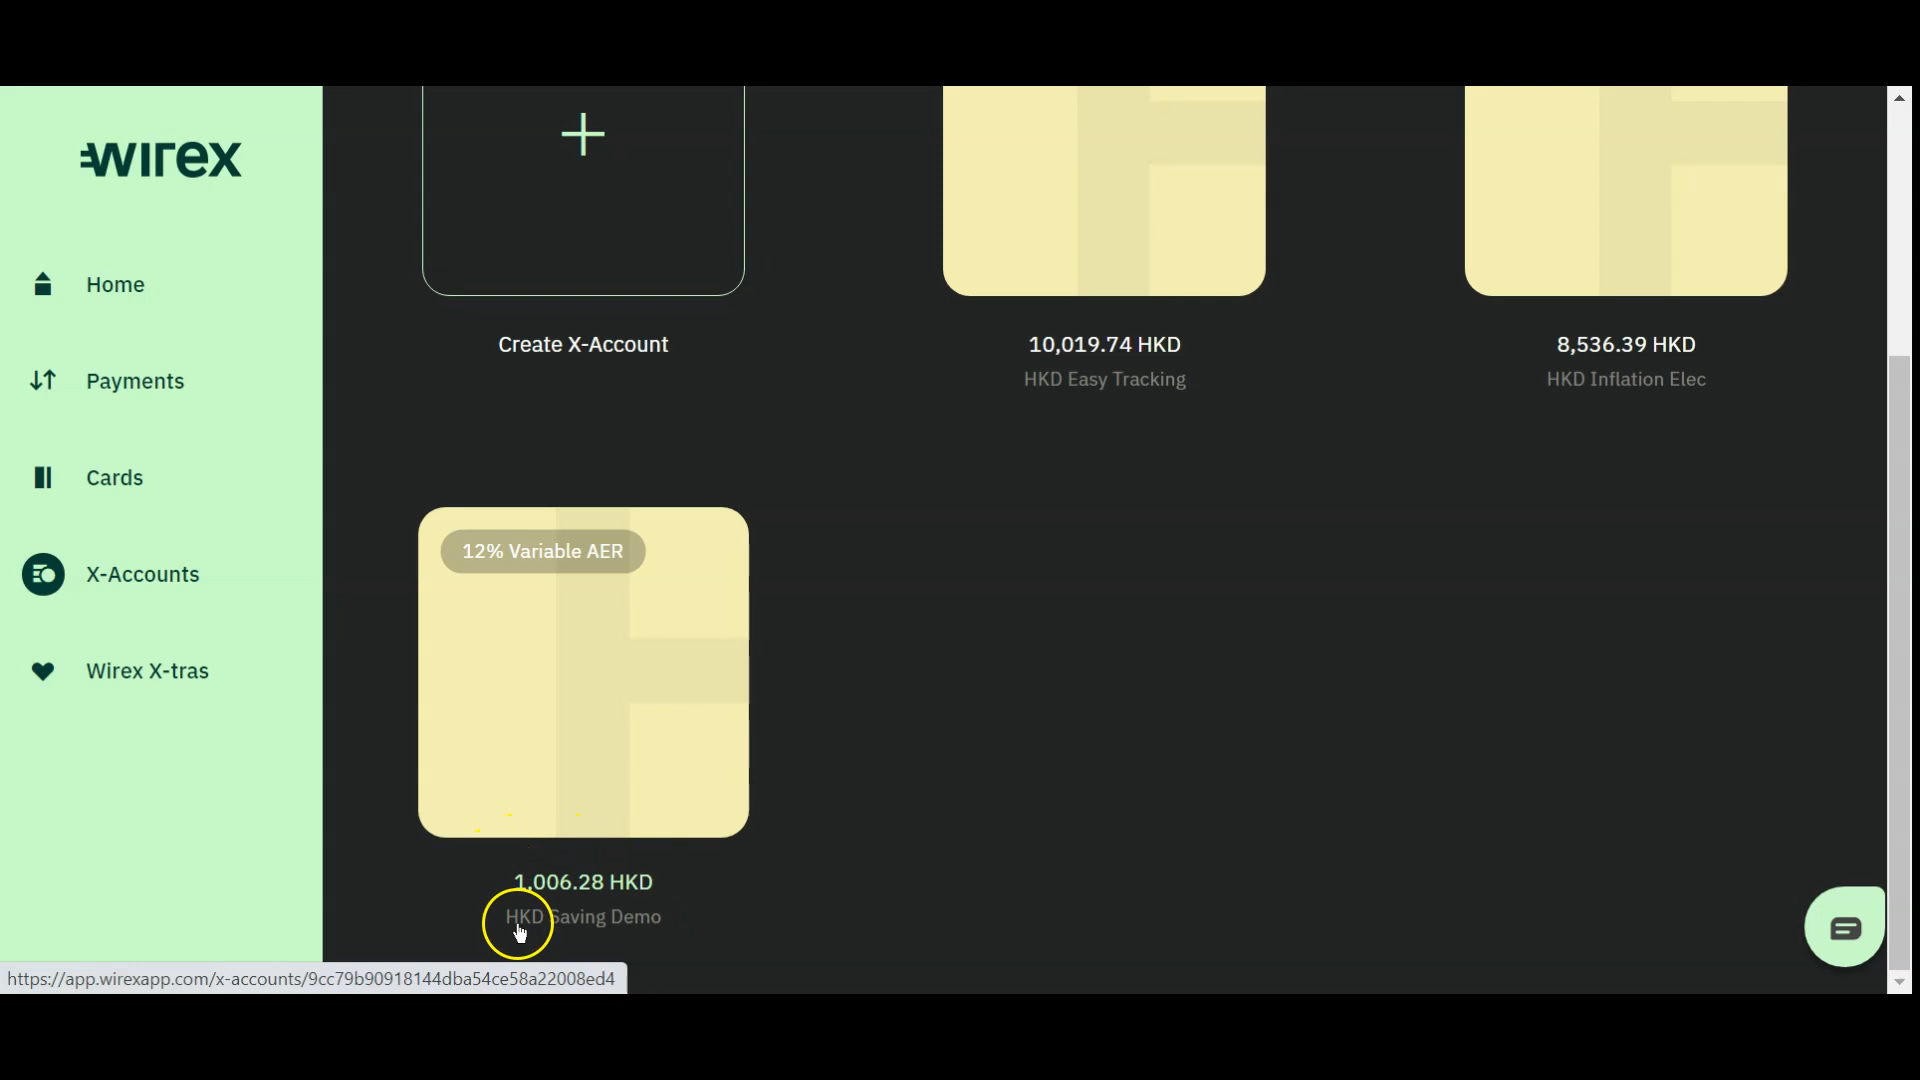 wirex
Home
Payments
Cards
X-Accounts
Wirex X-tras
Create X-Account
10,019.74 HKD
HKD Easy Tracking
8,536.39 HKD
HKD Inflation Elec
12% Variable AER
1,006.28 HKD
HKD Saving Demo
https://app.wirexapp.com/x-accounts/9cc79b90918144dba54ce58a22008ed4